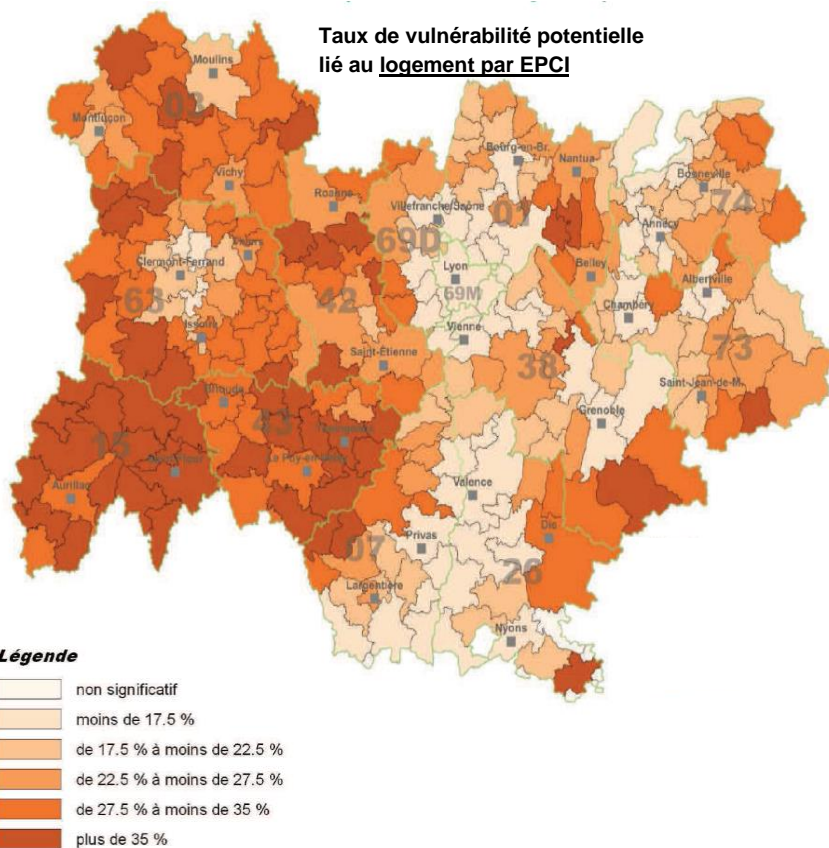 Taux de vulnérabilité potentielle
lié au logement par EPCI
Moulins
03
Montluçon
Vichy
Bourg-en-Br.
Nantua
Bonneville
Roanne
Villefranche/Saône
01
74
69D
Annecy
Clermont-Ferrand
Lyon
Belley
Albertville
63
42
69M
Chambéry
Issoire
Vienne
Saint-Étienne
38
73
Saint-Jean-de-M.
Brioude
43
Grenoble
15
Le Puy-en-Velay
Aurillac
Valence
Die
Privas
07
26
Largentière
Nyons
Légende
non significatif
moins de 17.5 %
de 17.5 % à moins de 22.5 %
de 22.5 % à moins de 27.5 %
de 27.5 % à moins de 35 %
plus de 35 %